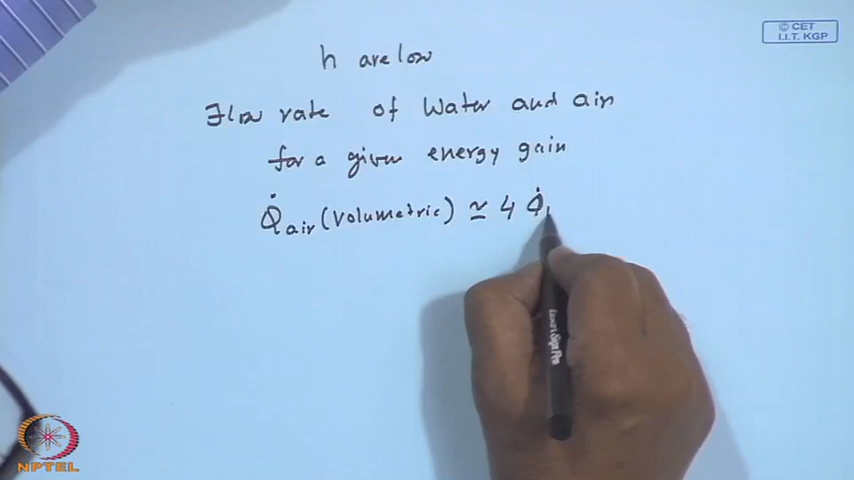 © CET
I.I.T. KGP
h are low
Flow rate of Water and air
for a given energy gain
Q̇air (Volumetric) ≃ 4 Q̇
NPTEL